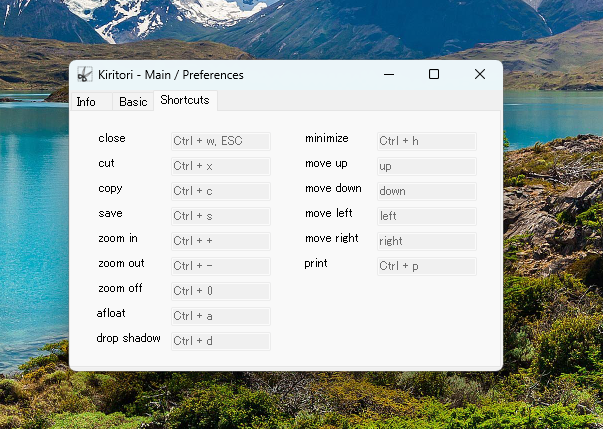 Kiritori - Main / Preferences
Info Basic Shortcuts
close Ctrl + w, ESC
cut Ctrl + x
copy Ctrl + c
save Ctrl + s
zoom in Ctrl + +
zoom out Ctrl + -
zoom off Ctrl + 0
afloat Ctrl + a
drop shadow Ctrl + d
minimize Ctrl + h
move up up
move down down
move left left
move right right
print Ctrl + p